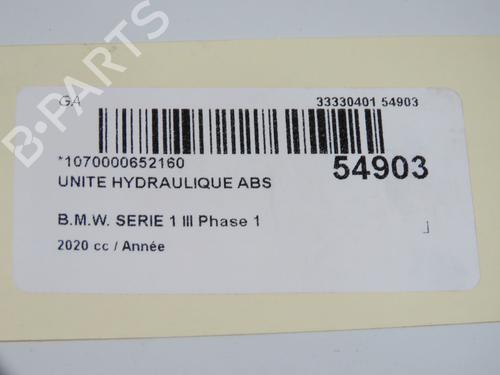 GA 33330401 54903
*1070000652160 54903
UNITE HYDRAULIQUE ABS
B.M.W. SERIE 1 III Phase 1
2020 cc / Année
B-PARTS